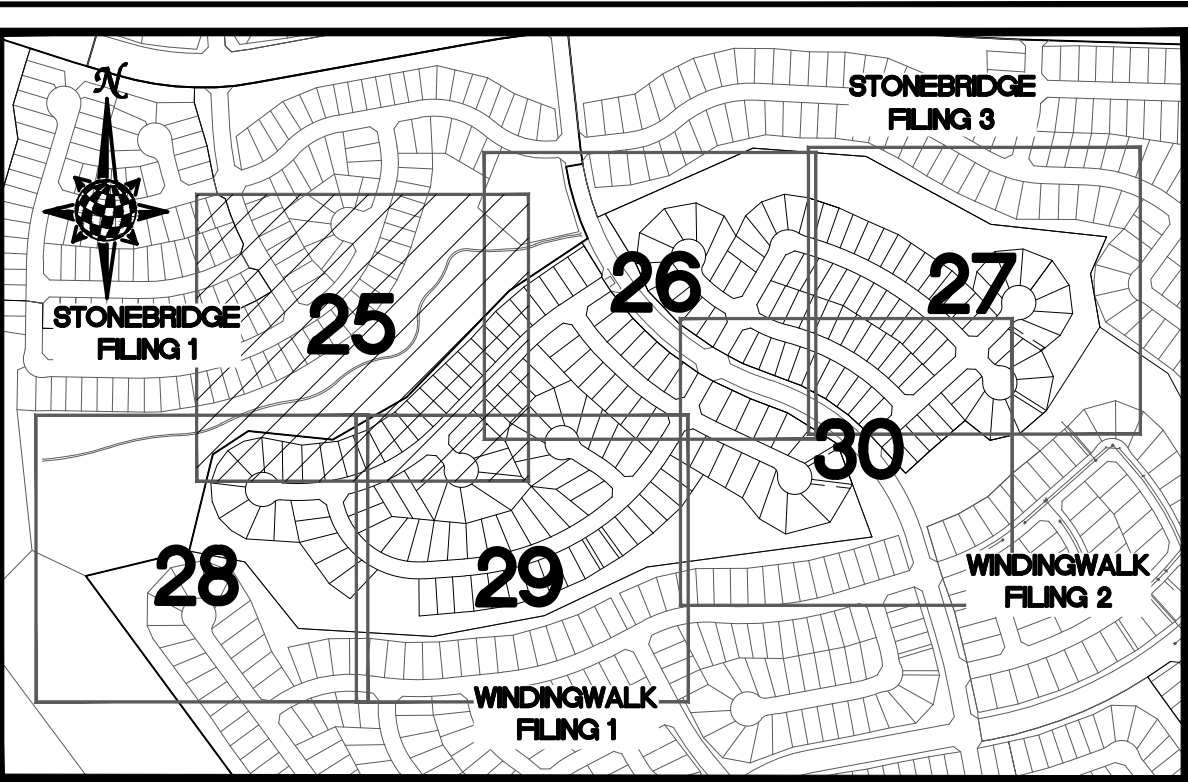 N
STONEBRIDGE
FILING 3
26
27
STONEBRIDGE
FILING 1
25
30
28
29
WINDINGWALK
FILING 2
WINDINGWALK
FILING 1